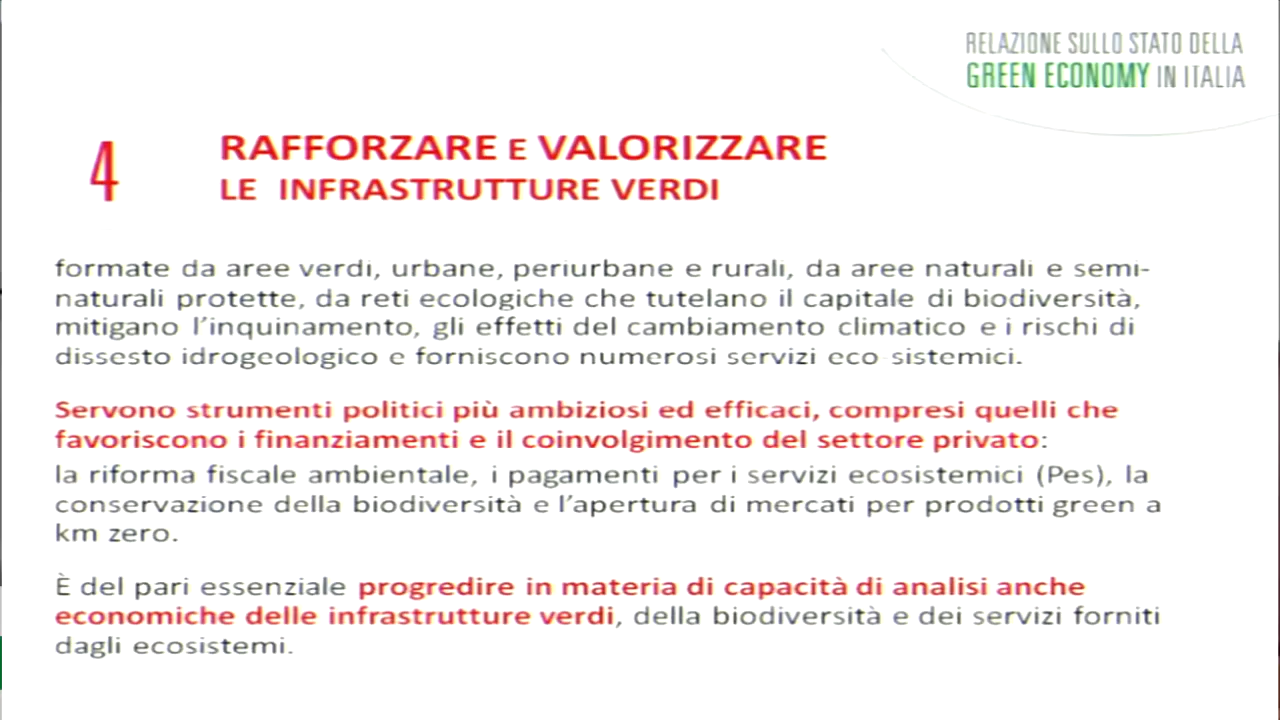 RELAZIONE SULLO STATO DELLA
GREEN ECONOMY IN ITALIA
4
RAFFORZARE E VALORIZZARE
LE INFRASTRUTTURE VERDI
formate da aree verdi, urbane, periurbane e rurali, da aree naturali e semi-
naturali protette, da reti ecologiche che tutelano il capitale di biodiversità,
mitigano l'inquinamento, gli effetti del cambiamento climatico e i rischi di
dissesto idrogeologico e forniscono numerosi servizi eco sistemici.
Servono strumenti politici più ambiziosi ed efficaci, compresi quelli che
favoriscono i finanziamenti e il coinvolgimento del settore privato:
la riforma fiscale ambientale, i pagamenti per i servizi ecosistemici (Pes), la
conservazione della biodiversità e l'apertura di mercati per prodotti green a
km zero.
È del pari essenziale progredire in materia di capacità di analisi anche
economiche delle infrastrutture verdi, della biodiversità e dei servizi forniti
dagli ecosistemi.